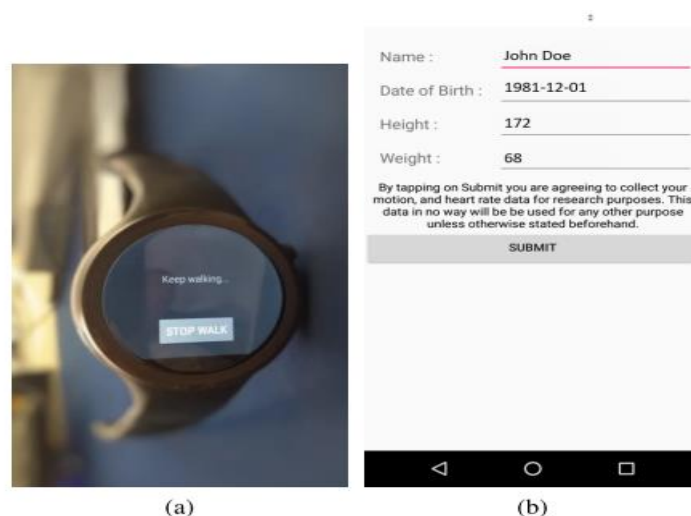 Keep walking...
STOP WALK
(a)
Name : John Doe
Date of Birth : 1981-12-01
Height : 172
Weight : 68
By tapping on Submit you are agreeing to collect your
motion, and heart rate data for research purposes. This
data in no way will be be used for any other purpose
unless otherwise stated beforehand.
SUBMIT
(b)